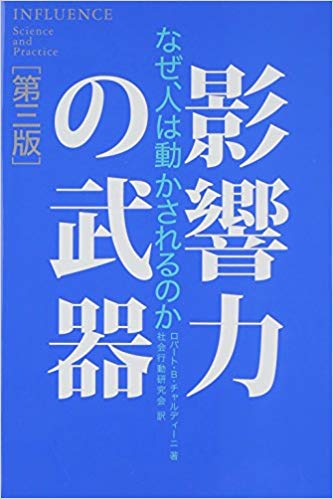 INFLUENCE
Science
and
Practice
[第三版]
影響力
の武器
なぜ、人は動かされるのか
ロバート・B・チャルディーニ 著
社会行動研究会 訳